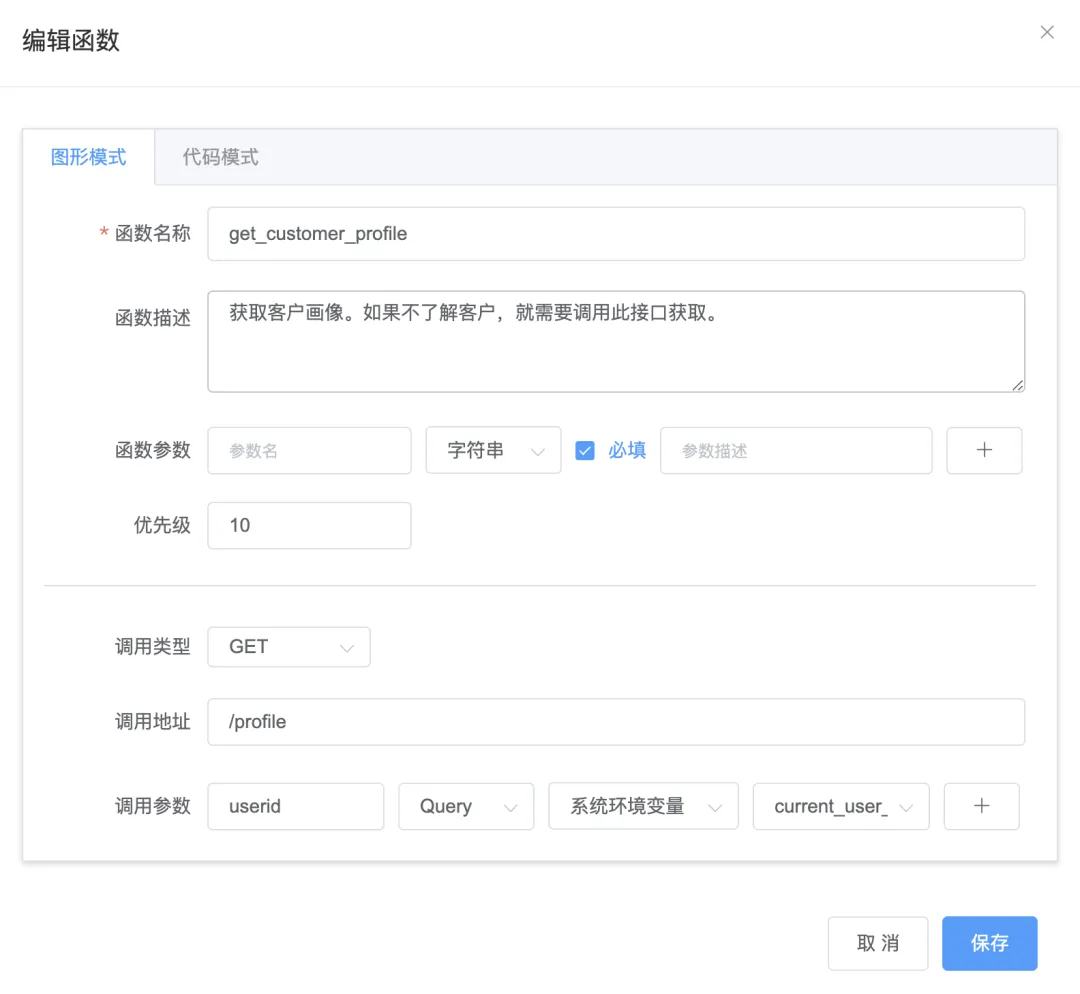 编辑函数
图形模式 代码模式
* 函数名称 get_customer_profile
函数描述 获取客户画像。如果不了解客户，就需要调用此接口获取。
函数参数 参数名 字符串 必填 参数描述 +
优先级 10
调用类型 GET
调用地址 /profile
调用参数 userid Query 系统环境变量 current_user_ +
取 消 保存